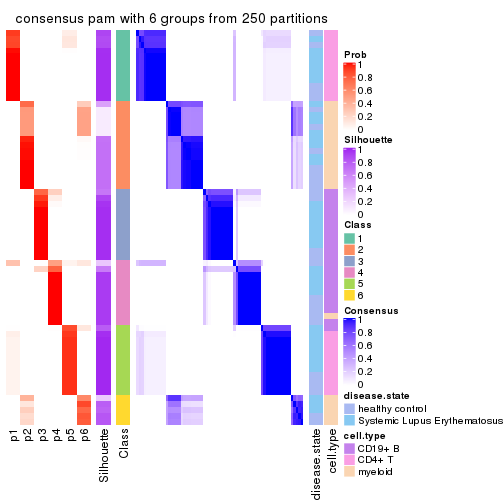 consensus pam with 6 groups from 250 partitions
Prob
1
0.8
0.6
0.4
0.2
0
Silhouette
1
0.8
0.6
0.4
0.2
0
Class
1
2
3
4
5
6
Consensus
1
0.8
0.6
0.4
0.2
0
disease.state
healthy control
Systemic Lupus Erythematosus
cell.type
CD19+ B
CD4+ T
myeloid
p1
p2
p3
p4
p5
p6
Silhouette
Class
disease.state
cell.type